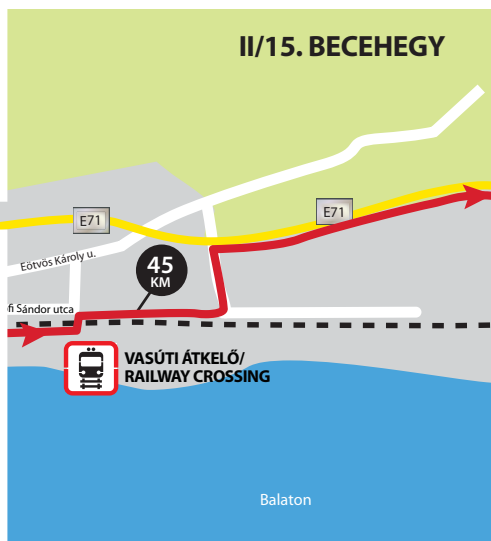 II/15. BECEHEGY
E71
E71
Eötvös Károly u.
45
KM
fi Sándor utca
VASÚTI ÁTKELŐ/
RAILWAY CROSSING
Balaton